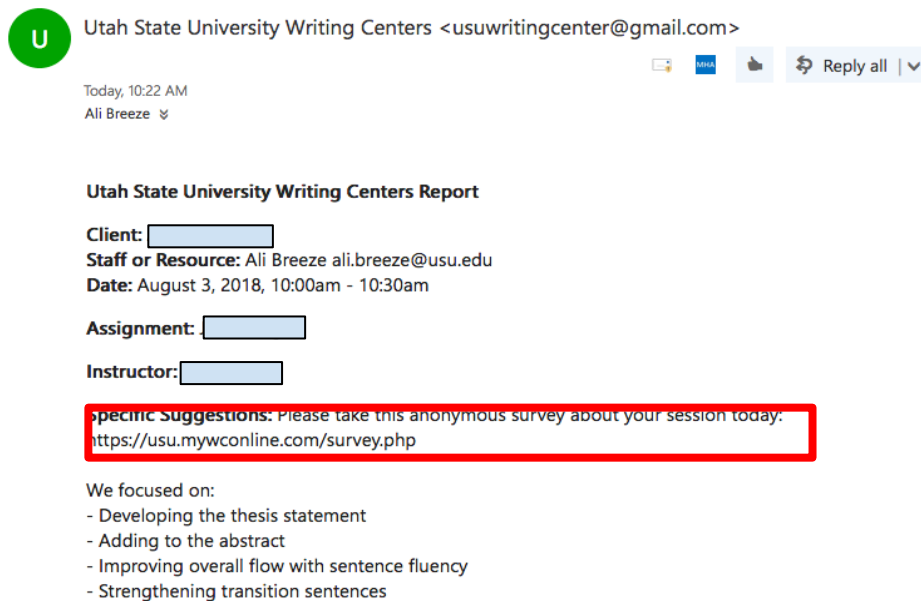 U
Utah State University Writing Centers <usuwritingcenter@gmail.com>
MHA
Reply all
Today, 10:22 AM
Ali Breeze
Utah State University Writing Centers Report
Client:
Staff or Resource: Ali Breeze ali.breeze@usu.edu
Date: August 3, 2018, 10:00am - 10:30am
Assignment:
Instructor:
Specific Suggestions: Please take this anonymous survey about your session today:
https://usu.mywconline.com/survey.php
We focused on:
- Developing the thesis statement
- Adding to the abstract
- Improving overall flow with sentence fluency
- Strengthening transition sentences